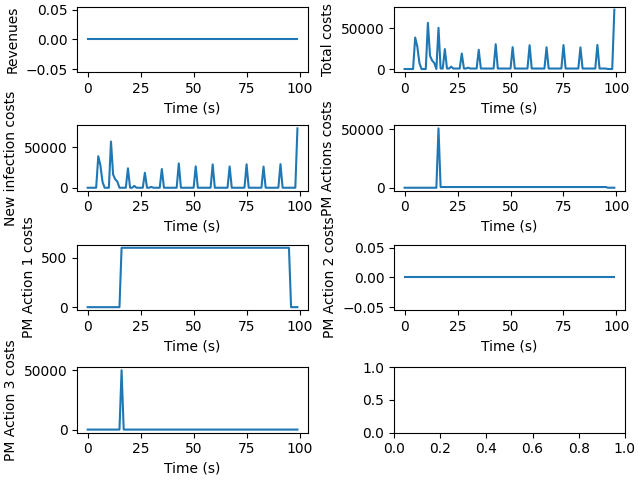 Revenues
0.05
0.00
−0.05
0 25 50 75 100
Time (s)
Total costs
50000
0
0 25 50 75 100
Time (s)
New infection costs
50000
0
0 25 50 75 100
Time (s)
PM Actions costs
50000
0
0 25 50 75 100
Time (s)
PM Action 1 costs
500
0
0 25 50 75 100
Time (s)
PM Action 2 costs
0.05
0.00
−0.05
0 25 50 75 100
Time (s)
PM Action 3 costs
50000
0
0 25 50 75 100
Time (s)
1.0
0.5
0.0
0.0 0.2 0.4 0.6 0.8 1.0